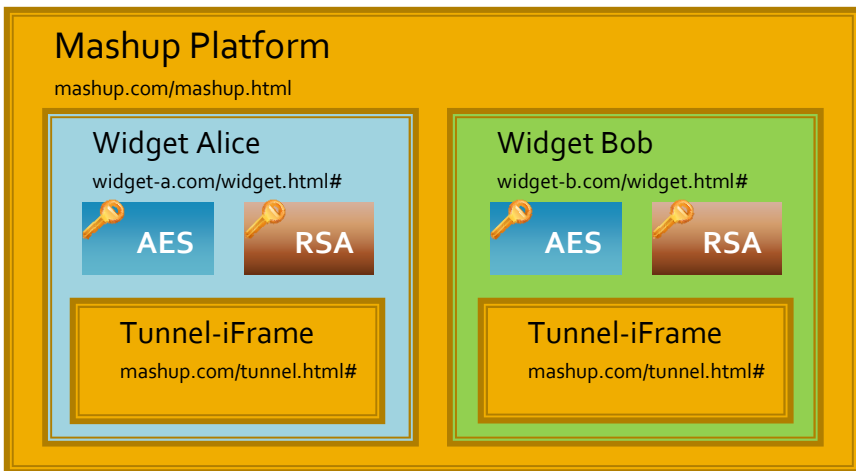 Mashup Platform
mashup.com/mashup.html
Widget Alice
widget-a.com/widget.html#
AES RSA
Tunnel-iFrame
mashup.com/tunnel.html#
Widget Bob
widget-b.com/widget.html#
AES RSA
Tunnel-iFrame
mashup.com/tunnel.html#